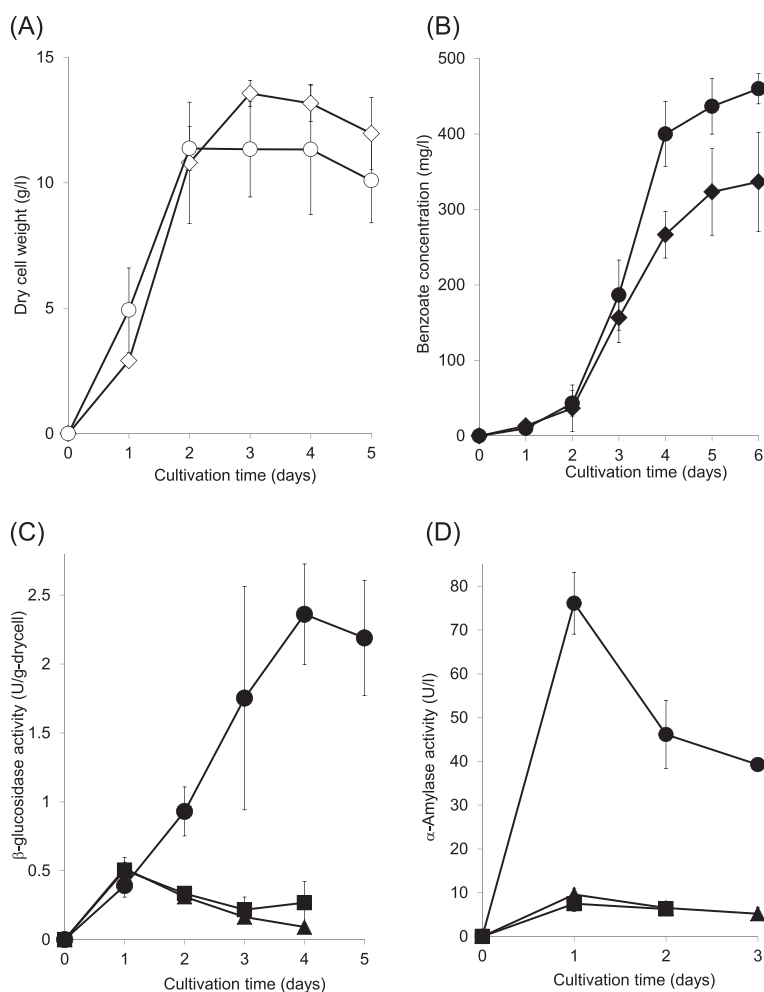 (A)
15
10
5
0
Dry cell weight (g/l)
0 1 2 3 4 5
Cultivation time (days)
(B)
500
400
300
200
100
0
Benzoate concentration (mg/l)
0 1 2 3 4 5 6
Cultivation time (days)
(C)
2.5
2
1.5
1
0.5
0
β-glucosidase activity (U/g-drycell)
0 1 2 3 4 5
Cultivation time (days)
(D)
80
70
60
50
40
30
20
10
0
α-Amylase activity (U/l)
0 1 2 3
Cultivation time (days)